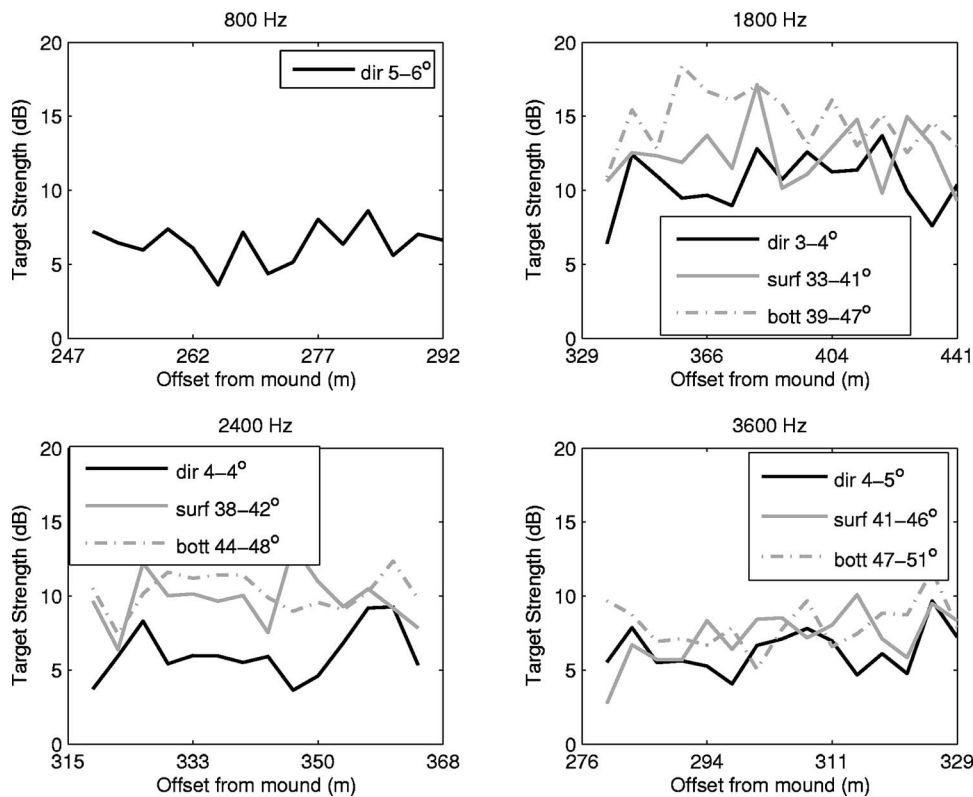 800 Hz
20
15
10
5
0
Target Strength (dB)
dir 5–6°
247 262 277 292
Offset from mound (m)
1800 Hz
20
15
10
5
0
Target Strength (dB)
dir 3–4°
surf 33–41°
bott 39–47°
329 366 404 441
Offset from mound (m)
2400 Hz
20
15
10
5
0
Target Strength (dB)
dir 4–4°
surf 38–42°
bott 44–48°
315 333 350 368
Offset from mound (m)
3600 Hz
20
15
10
5
0
Target Strength (dB)
dir 4–5°
surf 41–46°
bott 47–51°
276 294 311 329
Offset from mound (m)